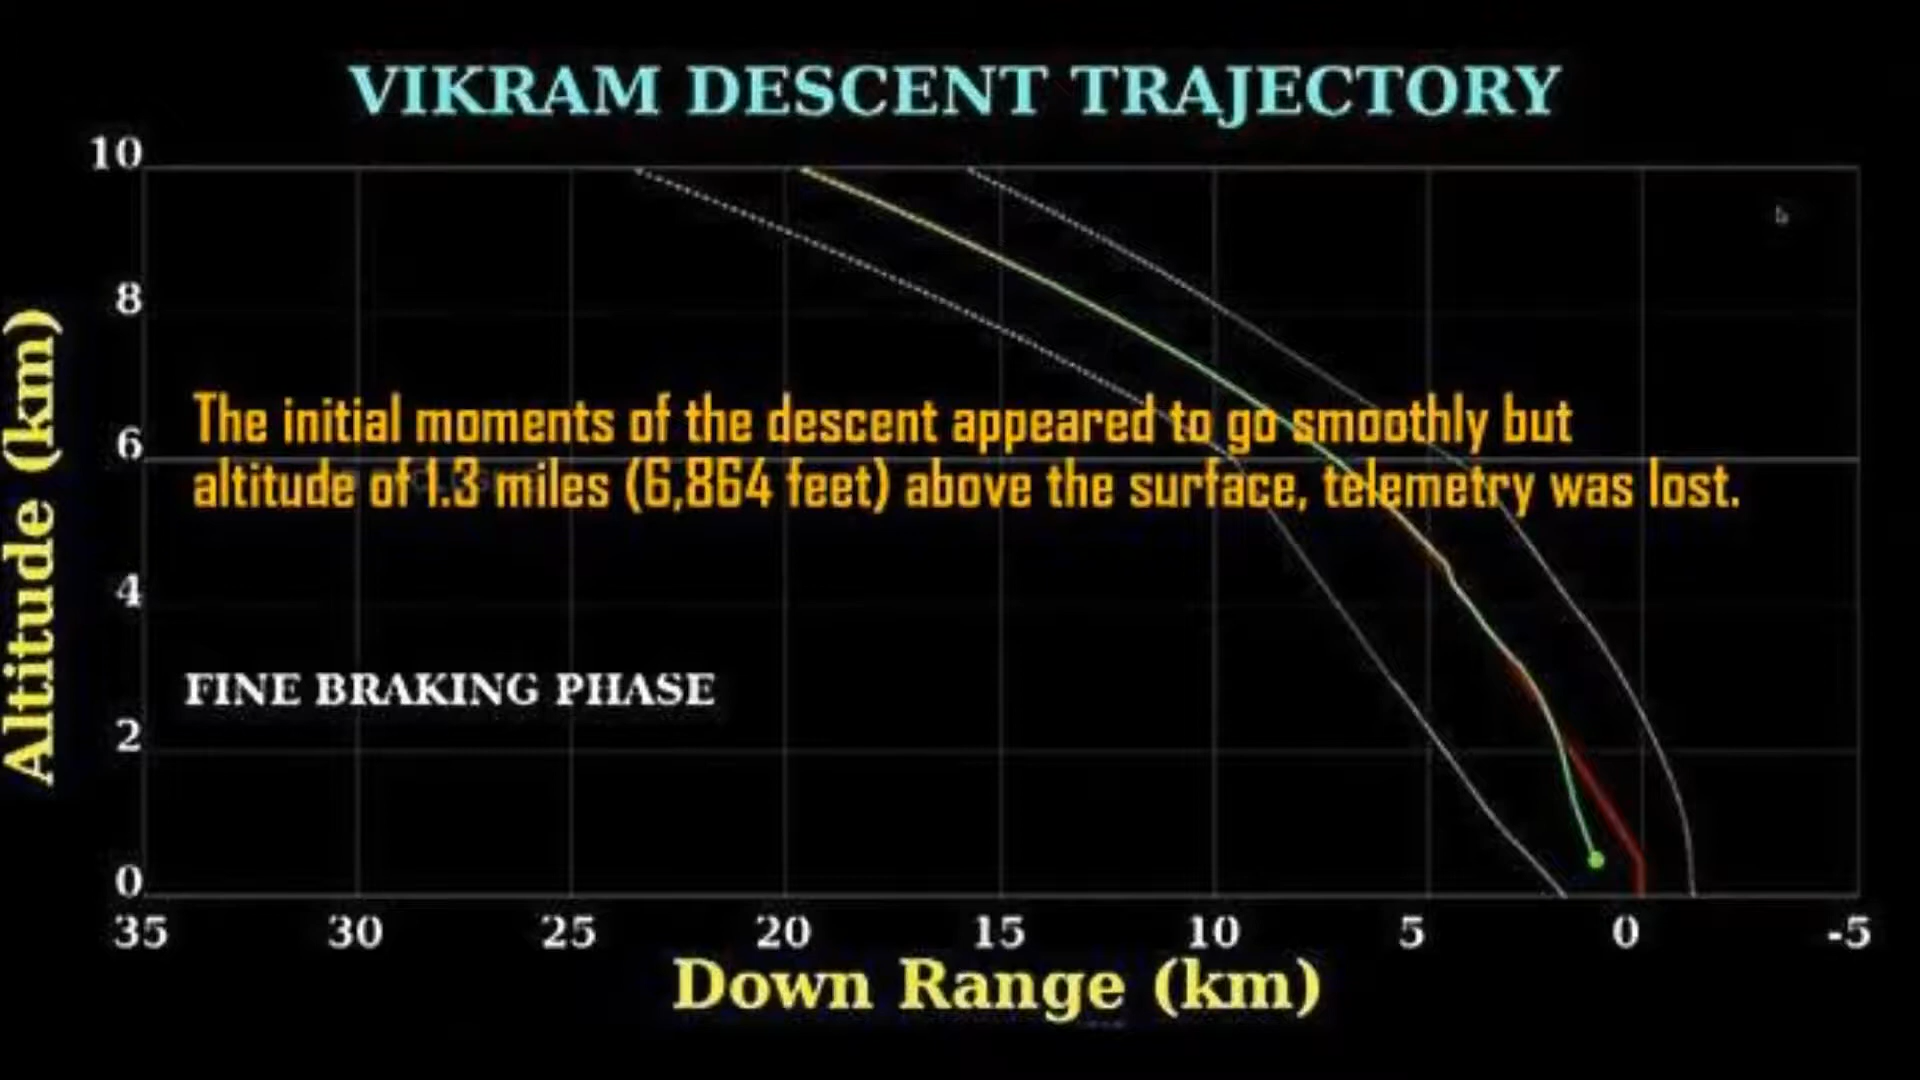 VIKRAM DESCENT TRAJECTORY
10
8
The initial moments of the descent appeared to go smoothly but
6
altitude of 1.3 miles (6,864 feet) above the surface, telemetry was lost.
4
FINE BRAKING PHASE
2
0
35 30 25 20 15 10 5 0 -5
Altitude (km)
Down Range (km)